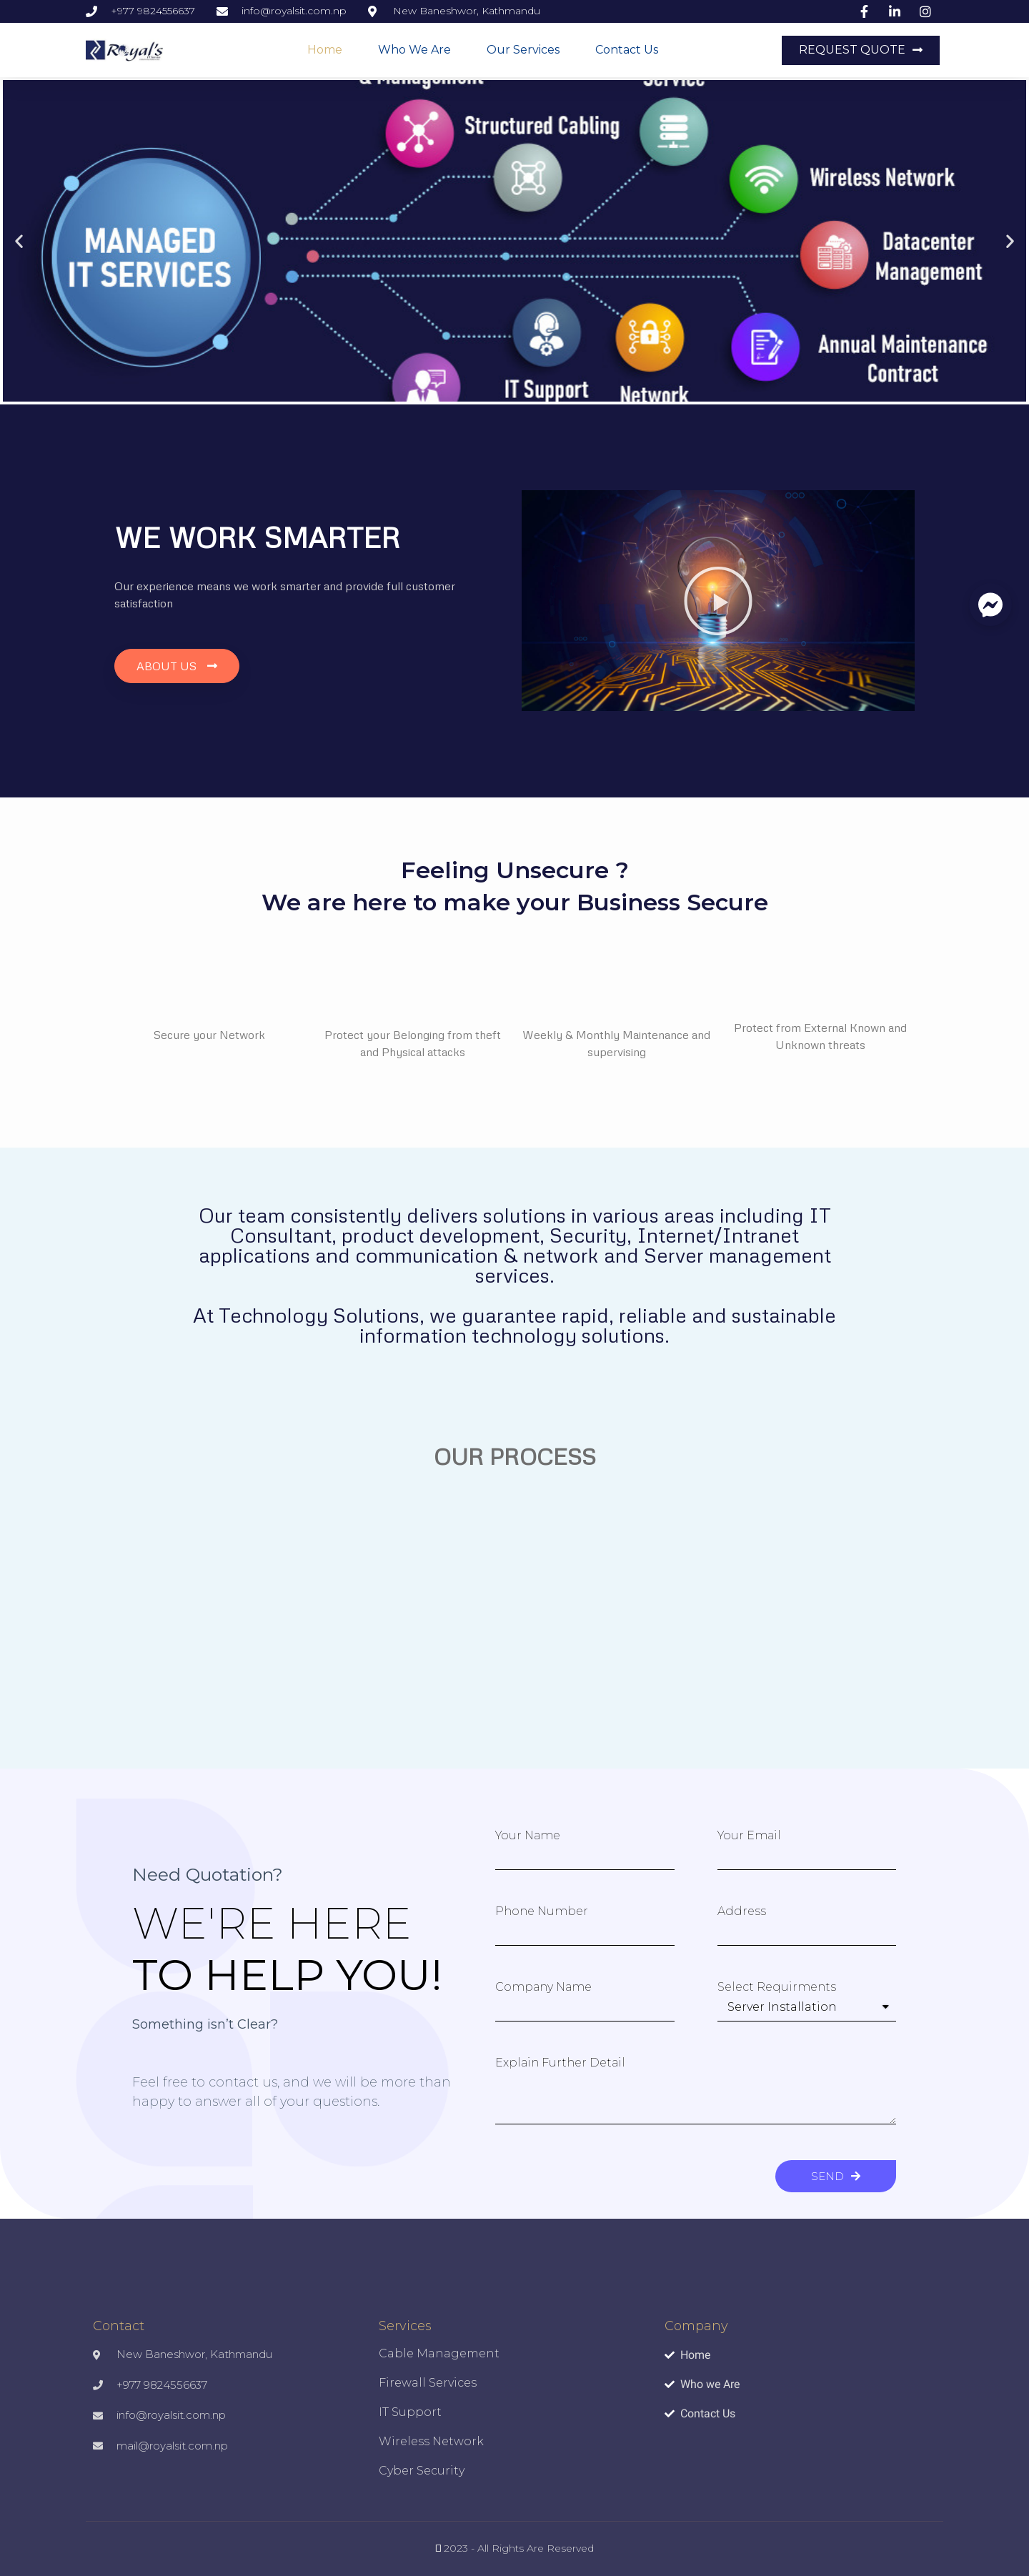 +977 9824556637
info@royalsit.com.np
New Baneshwor, Kathmandu
Royal's
Home
Who We Are
Our Services
Contact Us
REQUEST QUOTE
& Management
Service
Structured Cabling
Wireless Network
MANAGED
IT SERVICES
Datacenter
Management
Annual Maintenance
Contract
IT Support
Network
WE WORK SMARTER
Our experience means we work smarter and provide full customer
satisfaction
ABOUT US
Feeling Unsecure ?
We are here to make your Business Secure
Secure your Network
Protect your Belonging from theft
and Physical attacks
Weekly & Monthly Maintenance and
supervising
Protect from External Known and
Unknown threats
Our team consistently delivers solutions in various areas including IT
Consultant, product development, Security, Internet/Intranet
applications and communication & network and Server management
services.
At Technology Solutions, we guarantee rapid, reliable and sustainable
information technology solutions.
OUR PROCESS
Need Quotation?
WE'RE HERE
TO HELP YOU!
Something isn’t Clear?
Feel free to contact us, and we will be more than
happy to answer all of your questions.
Your Name
Your Email
Phone Number
Address
Company Name
Select Requirments
Server Installation
Explain Further Detail
SEND
Contact
New Baneshwor, Kathmandu
+977 9824556637
info@royalsit.com.np
mail@royalsit.com.np
Services
Cable Management
Firewall Services
IT Support
Wireless Network
Cyber Security
Company
Home
Who we Are
Contact Us
2023 - All Rights Are Reserved